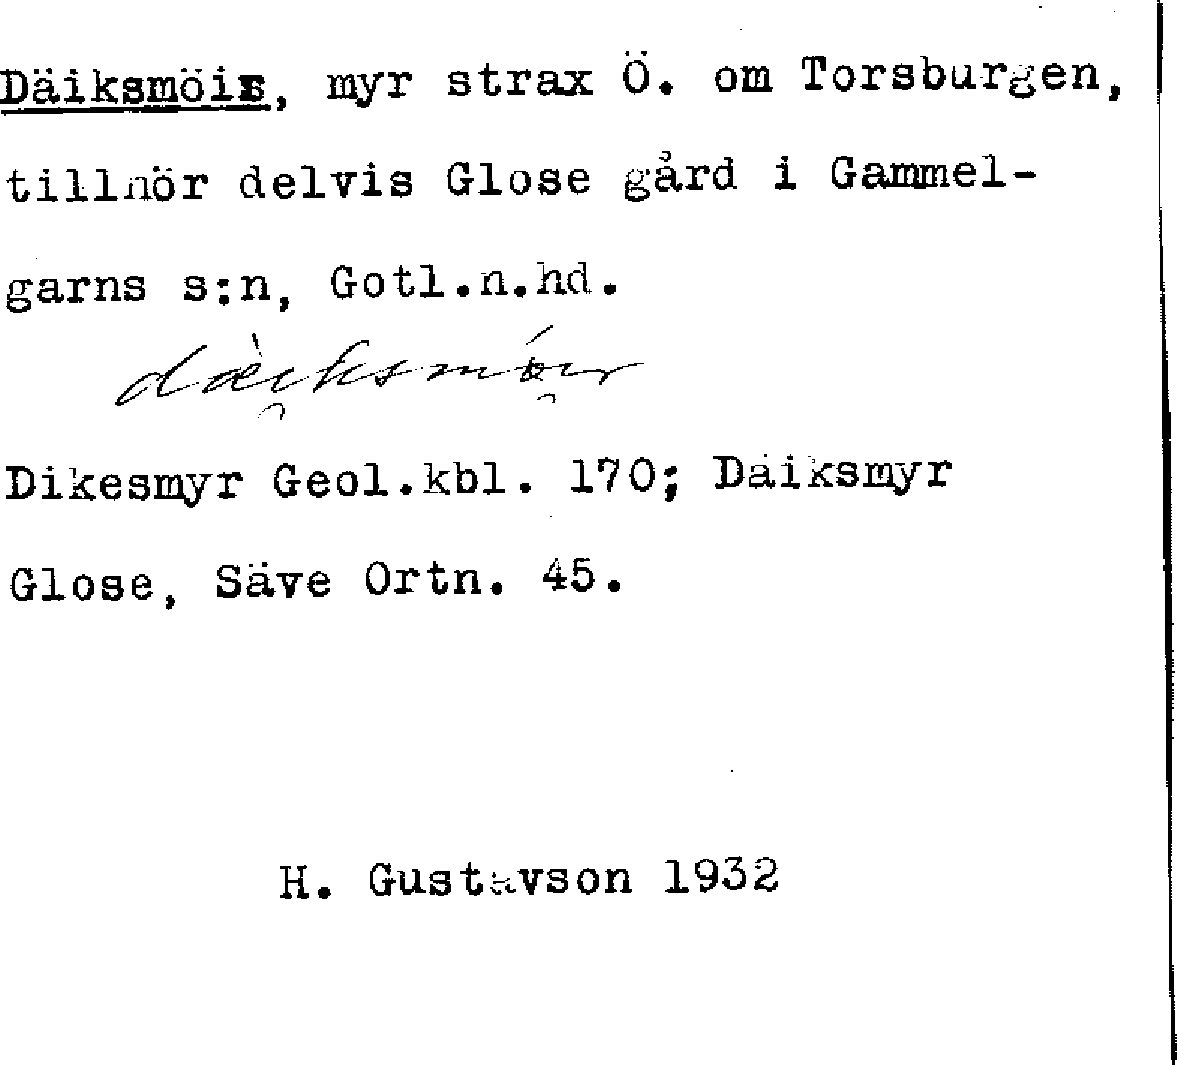 Däiksmöir, myr strax Ö. om Torsburgen,
tillhör delvis Glose gård i Gammel-
garns s:n, Gotl.n.hd.
Dikesmyr Geol.kbl. 170; Däiksmyr
Glose, Säve Ortn. 45.
H. Gustavson 1932